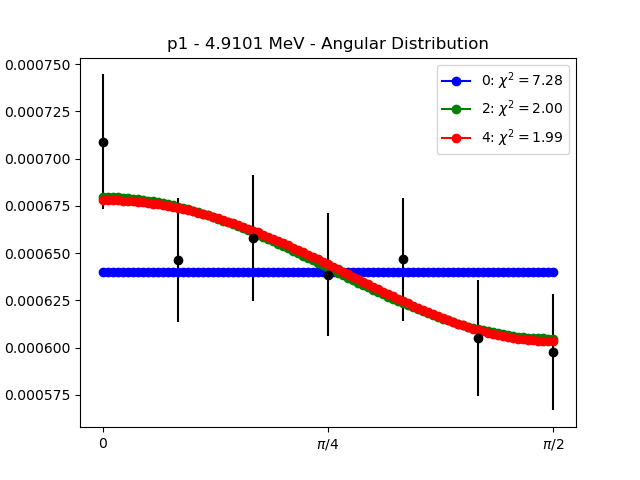 p1 - 4.9101 MeV - Angular Distribution
0.000750
0.000725
0.000700
0.000675
0.000650
0.000625
0.000600
0.000575
0: χ² = 7.28
2: χ² = 2.00
4: χ² = 1.99
0
π/4
π/2